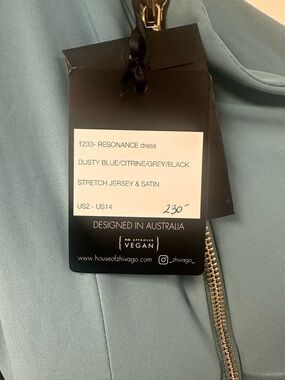 1233- RESONANCE dress
DUSTY BLUE/CITRINE/GREY/BLACK
STRETCH JERSEY & SATIN
US2 - US14 230-
DESIGNED IN AUSTRALIA
APPROVED
VEGAN
www.houseofzhivago.com _zhivago_